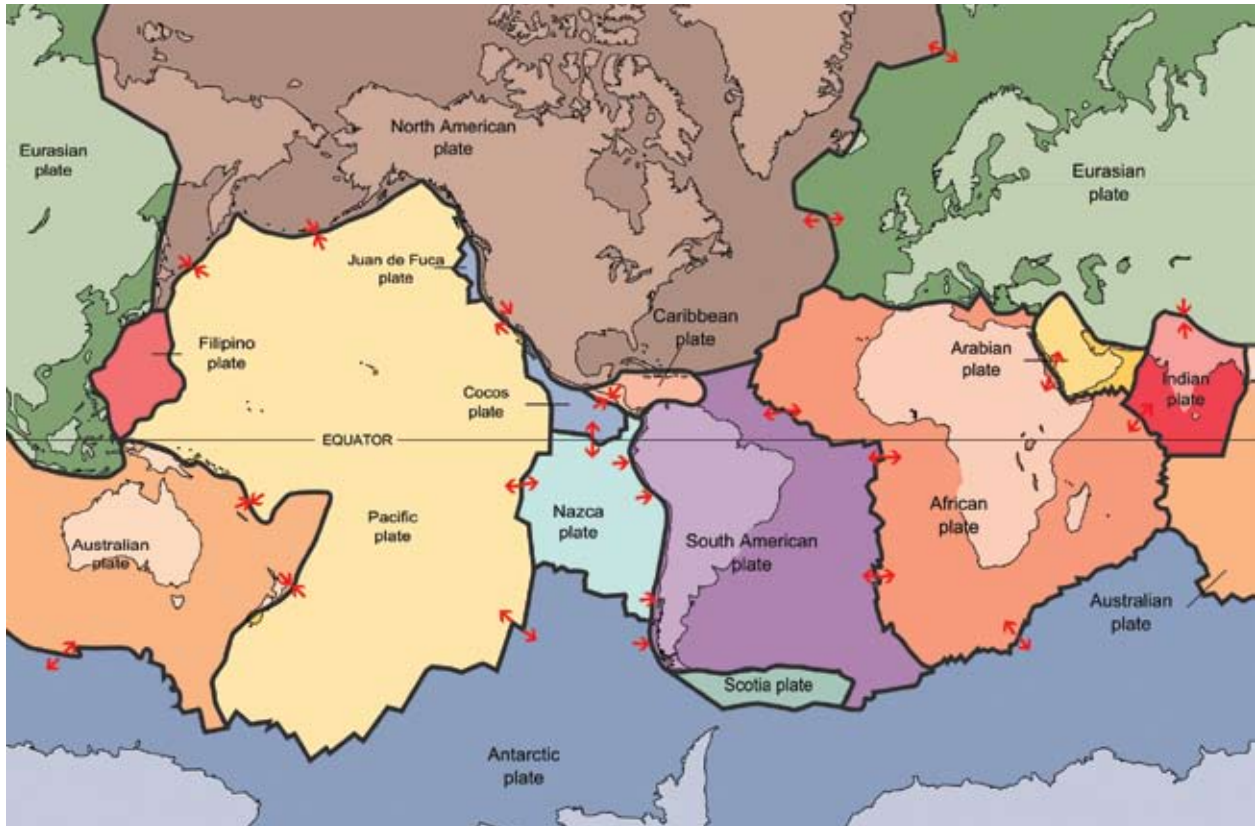 North American
plate
Eurasian
plate
Eurasian
plate
Juan de Fuca
plate
Caribbean
plate
Filipino
plate
Arabian
plate
Indian
plate
Cocos
plate
EQUATOR
Pacific
plate
Nazca
plate
African
plate
South American
plate
Australian
plate
Australian
plate
Scotia plate
Antarctic
plate